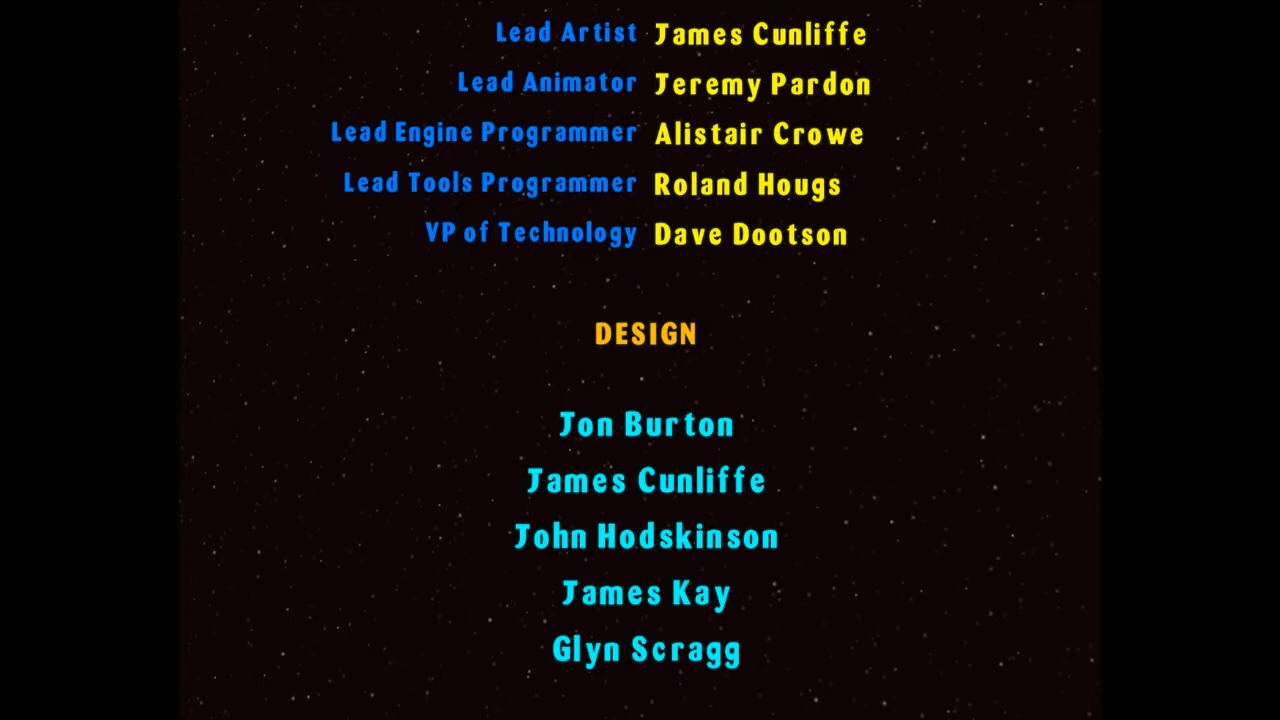 Lead Artist James Cunliffe
Lead Animator Jeremy Pardon
Lead Engine Programmer Alistair Crowe
Lead Tools Programmer Roland Hougs
VP of Technology Dave Dootson
DESIGN
Jon Burton
James Cunliffe
John Hodskinson
James Kay
Glyn Scragg